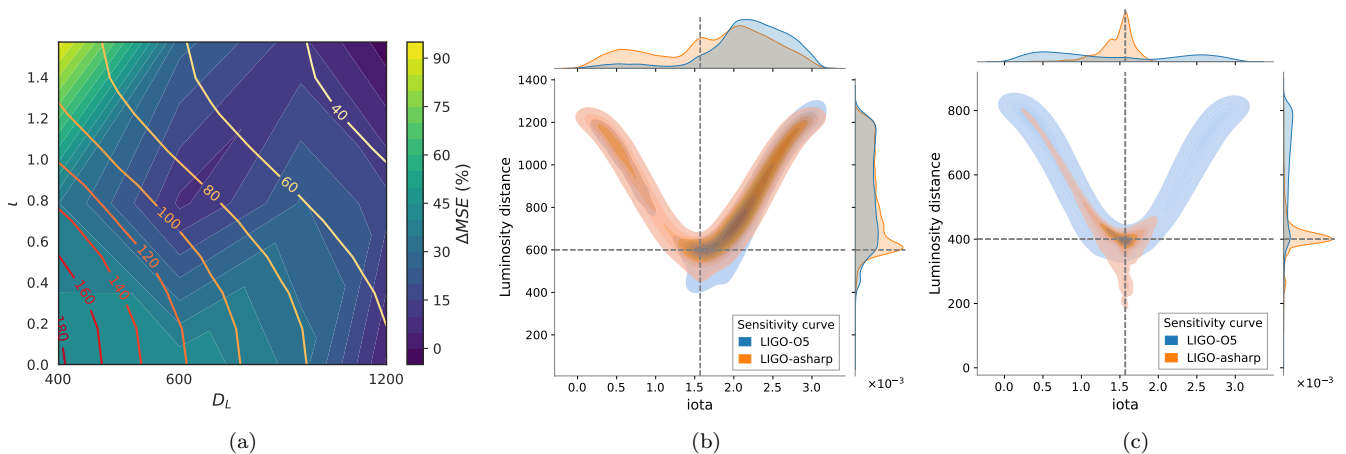 1.4
1.2
1.0
0.8
0.6
0.4
0.2
0.0
ι
400
600
1200
D_L
40
60
80
100
120
140
160
180
90
75
60
45
30
15
0
ΔMSE (%)
(a)
1400
1200
1000
800
600
400
200
Luminosity distance
0.0 0.5 1.0 1.5 2.0 2.5 3.0
iota
Sensitivity curve
LIGO-O5
LIGO-asharp
×10⁻³
(b)
800
600
400
200
0
Luminosity distance
0.0 0.5 1.0 1.5 2.0 2.5 3.0
iota
Sensitivity curve
LIGO-O5
LIGO-asharp
×10⁻³
(c)